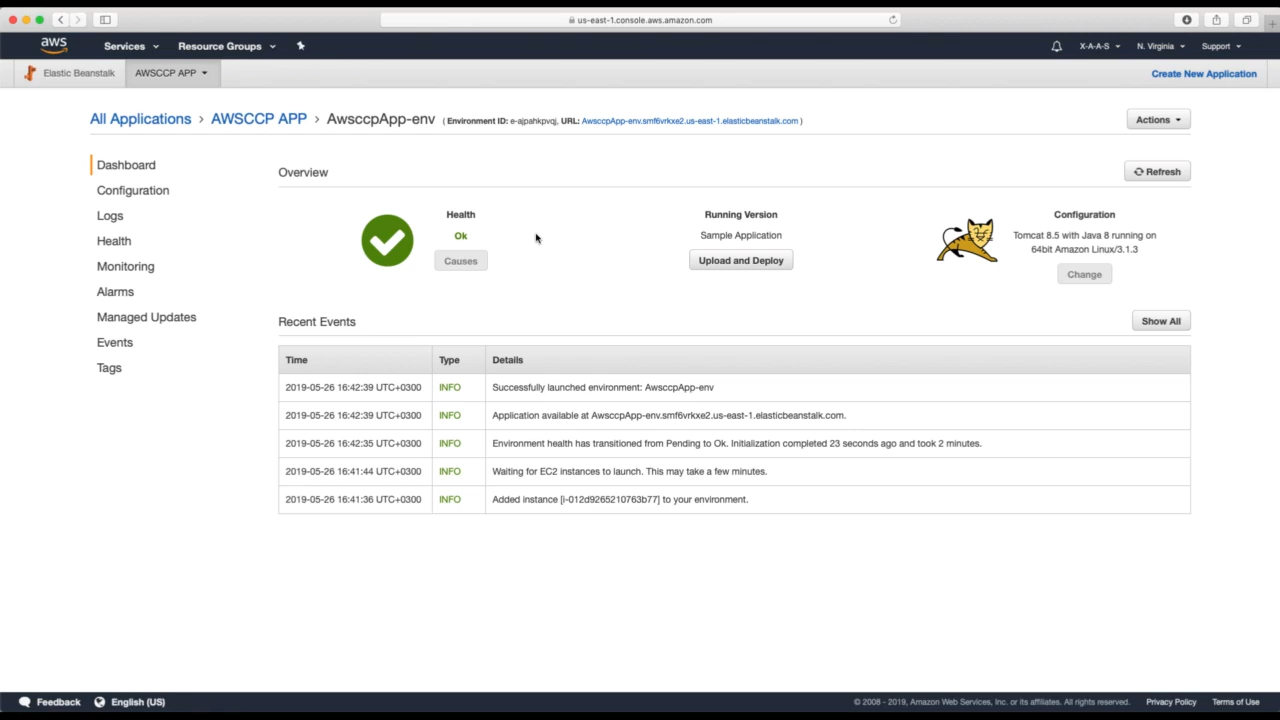 us-east-1.console.aws.amazon.com
aws Services Resource Groups X-A-A-S N. Virginia Support
Elastic Beanstalk AWSCCP APP Create New Application
All Applications > AWSCCP APP > AwsccpApp-env ( Environment ID: e-ajpahkpvqj, URL: AwsccpApp-env.smf6vrkxe2.us-east-1.elasticbeanstalk.com ) Actions
Dashboard
Configuration
Logs
Health
Monitoring
Alarms
Managed Updates
Events
Tags
Overview Refresh
Health
Ok
Causes
Running Version
Sample Application
Upload and Deploy
Configuration
Tomcat 8.5 with Java 8 running on
64bit Amazon Linux/3.1.3
Change
Recent Events Show All
Time Type Details
2019-05-26 16:42:39 UTC+0300 INFO Successfully launched environment: AwsccpApp-env
2019-05-26 16:42:39 UTC+0300 INFO Application available at AwsccpApp-env.smf6vrkxe2.us-east-1.elasticbeanstalk.com.
2019-05-26 16:42:35 UTC+0300 INFO Environment health has transitioned from Pending to Ok. Initialization completed 23 seconds ago and took 2 minutes.
2019-05-26 16:41:44 UTC+0300 INFO Waiting for EC2 instances to launch. This may take a few minutes.
2019-05-26 16:41:36 UTC+0300 INFO Added instance [i-012d9265210763b77] to your environment.
Feedback English (US) © 2008 - 2019, Amazon Web Services, Inc. or its affiliates. All rights reserved. Privacy Policy Terms of Use